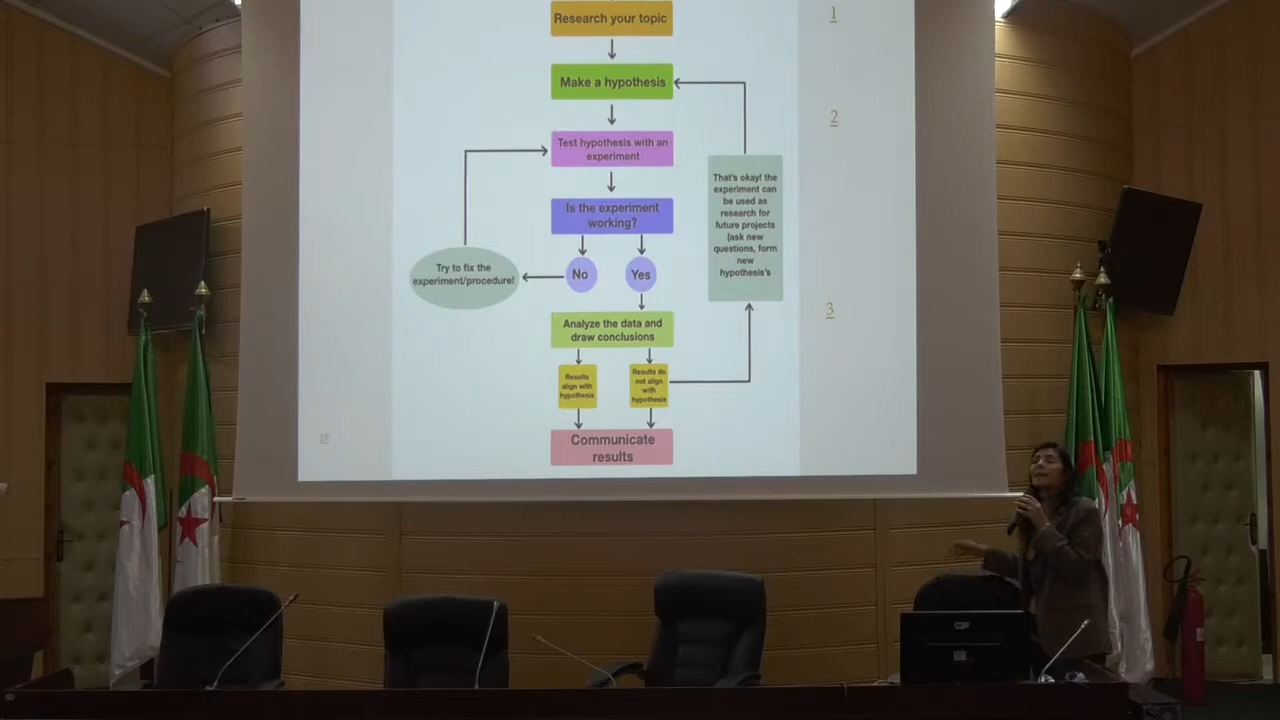 Research your topic
1
Make a hypothesis
2
Test hypothesis with an
experiment
That's okay! the
experiment can
be used as
research for
future projects
(ask new
questions, form
new
hypothesis's
Is the experiment
working?
Try to fix the
experiment/procedure!
No
Yes
3
Analyze the data and
draw conclusions
Results
align with
hypothesis
Results do
not align
with
hypothesis
Communicate
results